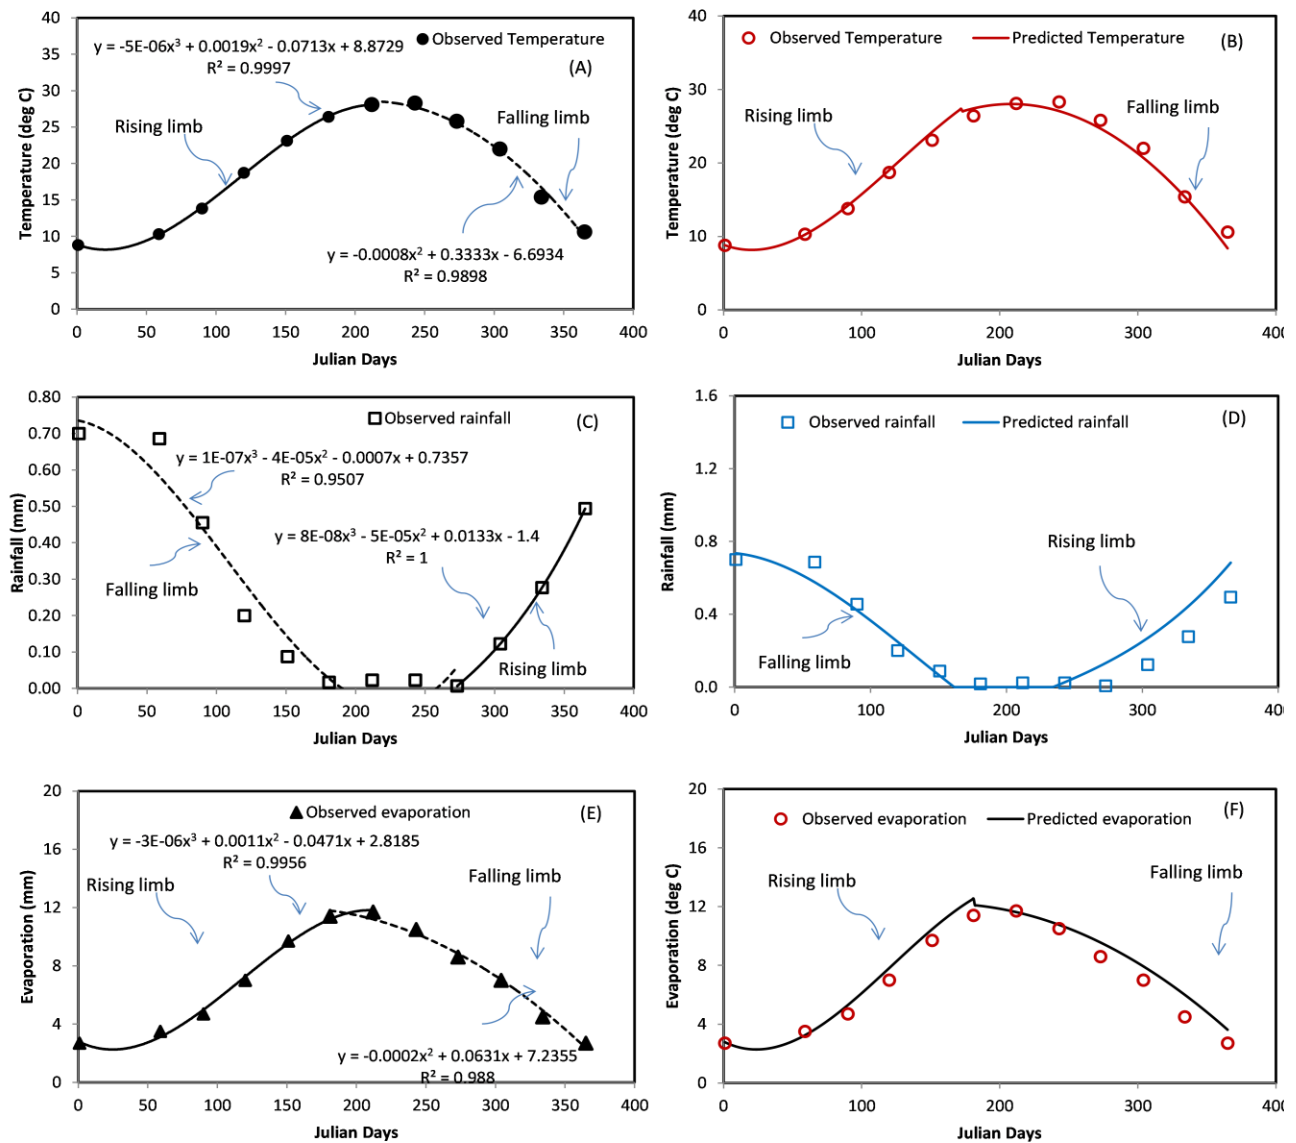 40
35
30
25
20
15
10
5
0
Temperature (deg C)
y = -5E-06x³ + 0.0019x² - 0.0713x + 8.8729
R² = 0.9997
Observed Temperature
(A)
Rising limb
Falling limb
y = -0.0008x² + 0.3333x - 6.6934
R² = 0.9898
0 50 100 150 200 250 300 350 400
Julian Days
40
30
20
10
0
Temperature (deg C)
Observed Temperature Predicted Temperature
(B)
Rising limb
Falling limb
0 100 200 300 400
Julian Days
0.80
0.70
0.60
0.50
0.40
0.30
0.20
0.10
0.00
Rainfall (mm)
Observed rainfall
(C)
y = 1E-07x³ - 4E-05x² - 0.0007x + 0.7357
R² = 0.9507
y = 8E-08x³ - 5E-05x² + 0.0133x - 1.4
R² = 1
Falling limb
Rising limb
0 50 100 150 200 250 300 350 400
Julian Days
1.6
1.2
0.8
0.4
0.0
Rainfall (mm)
Observed rainfall Predicted rainfall
(D)
Rising limb
Falling limb
0 100 200 300 40
Julian Days
20
16
12
8
4
0
Evaporation (mm)
Observed evaporation
(E)
y = -3E-06x³ + 0.0011x² - 0.0471x + 2.8185
R² = 0.9956
Rising limb
Falling limb
y = -0.0002x² + 0.0631x + 7.2355
R² = 0.988
0 50 100 150 200 250 300 350 400
Julian Days
20
16
12
8
4
0
Evaporation (deg C)
Observed evaporation Predicted evaporation
(F)
Rising limb
Falling limb
0 100 200 300 400
Julian Days